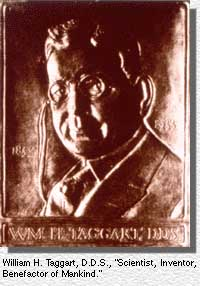 WM. H. TAGGART, D.D.S.
William H. Taggart, D.D.S., "Scientist, Inventor,
Benefactor of Mankind."